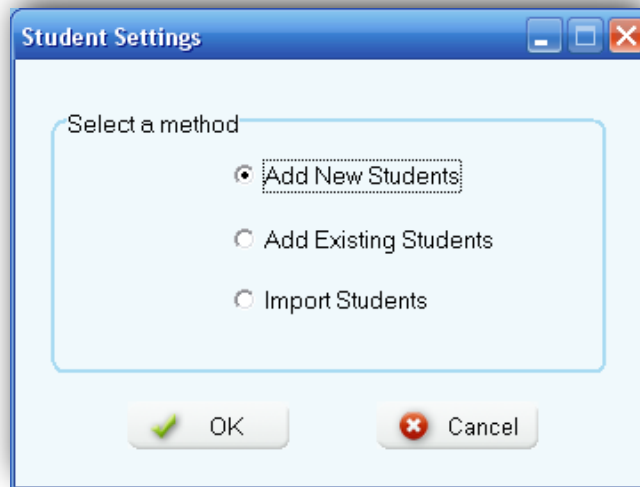 Student Settings
Select a method
Add New Students
Add Existing Students
Import Students
OK
Cancel